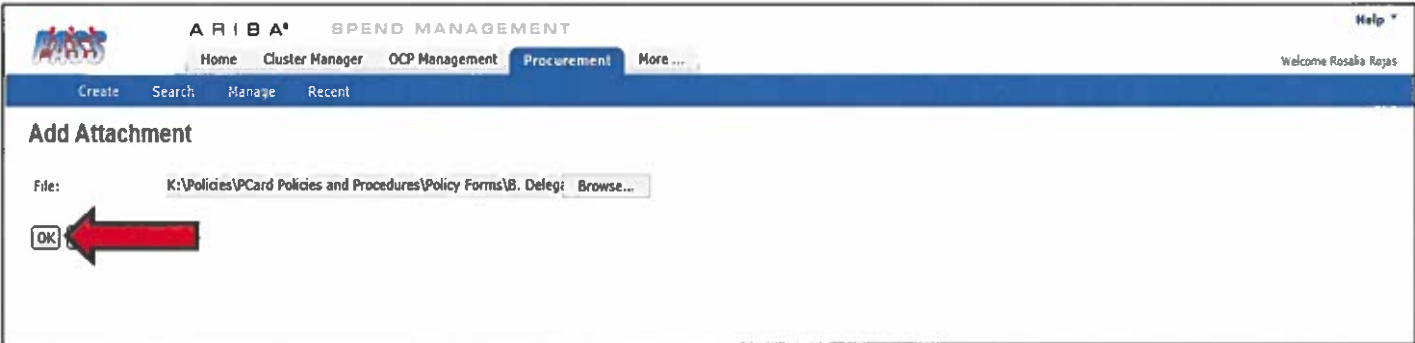 PASS
ARIBA® SPEND MANAGEMENT
Help
Home Cluster Manager OCP Management Procurement More ...
Welcome Rosalia Rojas
Create Search Manage Recent
Add Attachment
File: K:\Policies\PCard Policies and Procedures\Policy Forms\B. Delega Browse...
OK